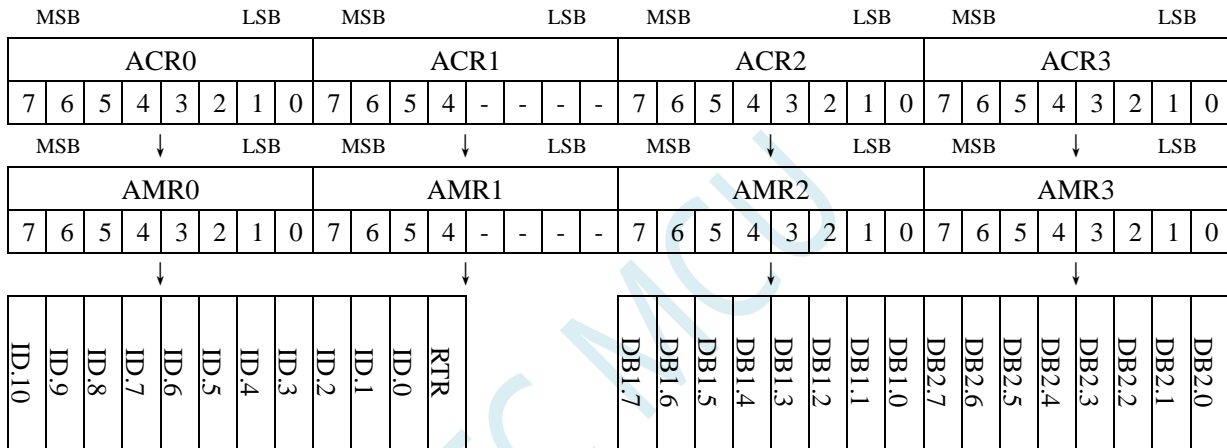 MSB LSB MSB LSB MSB LSB MSB LSB
ACR0 ACR1 ACR2 ACR3
7 6 5 4 3 2 1 0 7 6 5 4 - - - - 7 6 5 4 3 2 1 0 7 6 5 4 3 2 1 0
MSB LSB MSB LSB MSB LSB MSB LSB
AMR0 AMR1 AMR2 AMR3
7 6 5 4 3 2 1 0 7 6 5 4 - - - - 7 6 5 4 3 2 1 0 7 6 5 4 3 2 1 0
ID.10 ID.9 ID.8 ID.7 ID.6 ID.5 ID.4 ID.3 ID.2 ID.1 ID.0 RTR DB1.7 DB1.6 DB1.5 DB1.4 DB1.3 DB1.2 DB1.1 DB1.0 DB2.7 DB2.6 DB2.5 DB2.4 DB2.3 DB2.2 DB2.1 DB2.0
MCU